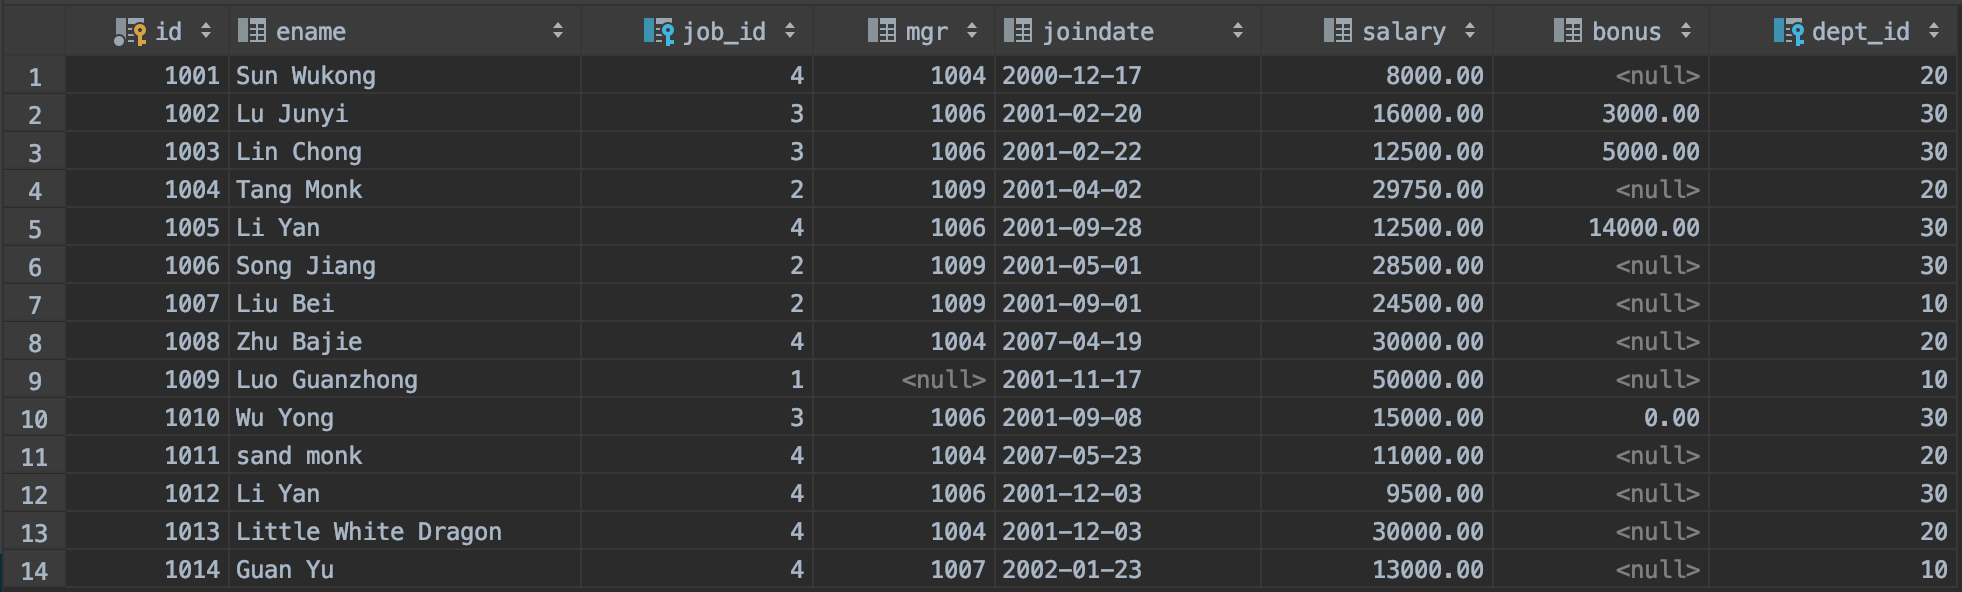 id ename job_id mgr joindate salary bonus dept_id
1 1001 Sun Wukong 4 1004 2000-12-17 8000.00 <null> 20
2 1002 Lu Junyi 3 1006 2001-02-20 16000.00 3000.00 30
3 1003 Lin Chong 3 1006 2001-02-22 12500.00 5000.00 30
4 1004 Tang Monk 2 1009 2001-04-02 29750.00 <null> 20
5 1005 Li Yan 4 1006 2001-09-28 12500.00 14000.00 30
6 1006 Song Jiang 2 1009 2001-05-01 28500.00 <null> 30
7 1007 Liu Bei 2 1009 2001-09-01 24500.00 <null> 10
8 1008 Zhu Bajie 4 1004 2007-04-19 30000.00 <null> 20
9 1009 Luo Guanzhong 1 <null> 2001-11-17 50000.00 <null> 10
10 1010 Wu Yong 3 1006 2001-09-08 15000.00 0.00 30
11 1011 sand monk 4 1004 2007-05-23 11000.00 <null> 20
12 1012 Li Yan 4 1006 2001-12-03 9500.00 <null> 30
13 1013 Little White Dragon 4 1004 2001-12-03 30000.00 <null> 20
14 1014 Guan Yu 4 1007 2002-01-23 13000.00 <null> 10